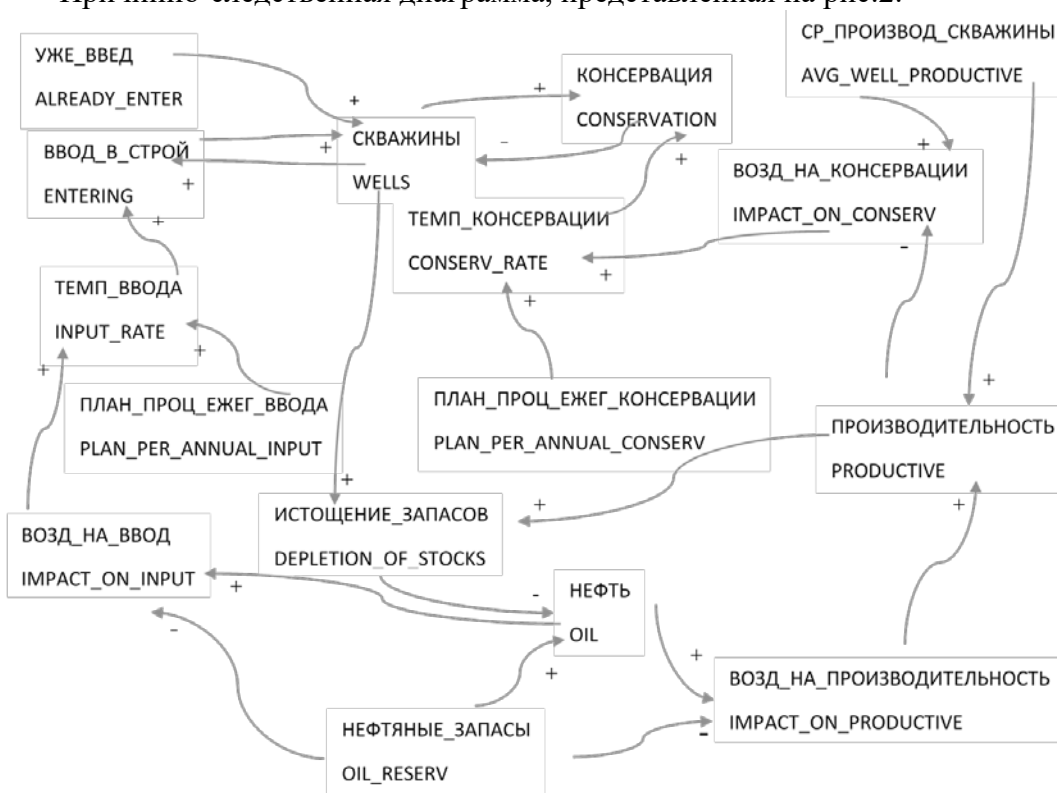 Причинно-следственная диаграмма, представленная на рис.2.
УЖЕ_ВВЕД
ALREADY_ENTER
КОНСЕРВАЦИЯ
CONSERVATION
СР_ПРОИЗВОД_СКВАЖИНЫ
AVG_WELL_PRODUCTIVE
ВВОД_В_СТРОЙ
ENTERING
СКВАЖИНЫ
WELLS
ВОЗД_НА_КОНСЕРВАЦИИ
IMPACT_ON_CONSERV
ТЕМП_КОНСЕРВАЦИИ
CONSERV_RATE
ТЕМП_ВВОДА
INPUT_RATE
ПЛАН_ПРОЦ_ЕЖЕГ_ВВОДА
PLAN_PER_ANNUAL_INPUT
ПЛАН_ПРОЦ_ЕЖЕГ_КОНСЕРВАЦИИ
PLAN_PER_ANNUAL_CONSERV
ПРОИЗВОДИТЕЛЬНОСТЬ
PRODUCTIVE
ИСТОЩЕНИЕ_ЗАПАСОВ
DEPLETION_OF_STOCKS
ВОЗД_НА_ВВОД
IMPACT_ON_INPUT
НЕФТЬ
OIL
ВОЗД_НА_ПРОИЗВОДИТЕЛЬНОСТЬ
IMPACT_ON_PRODUCTIVE
НЕФТЯНЫЕ_ЗАПАСЫ
OIL_RESERV